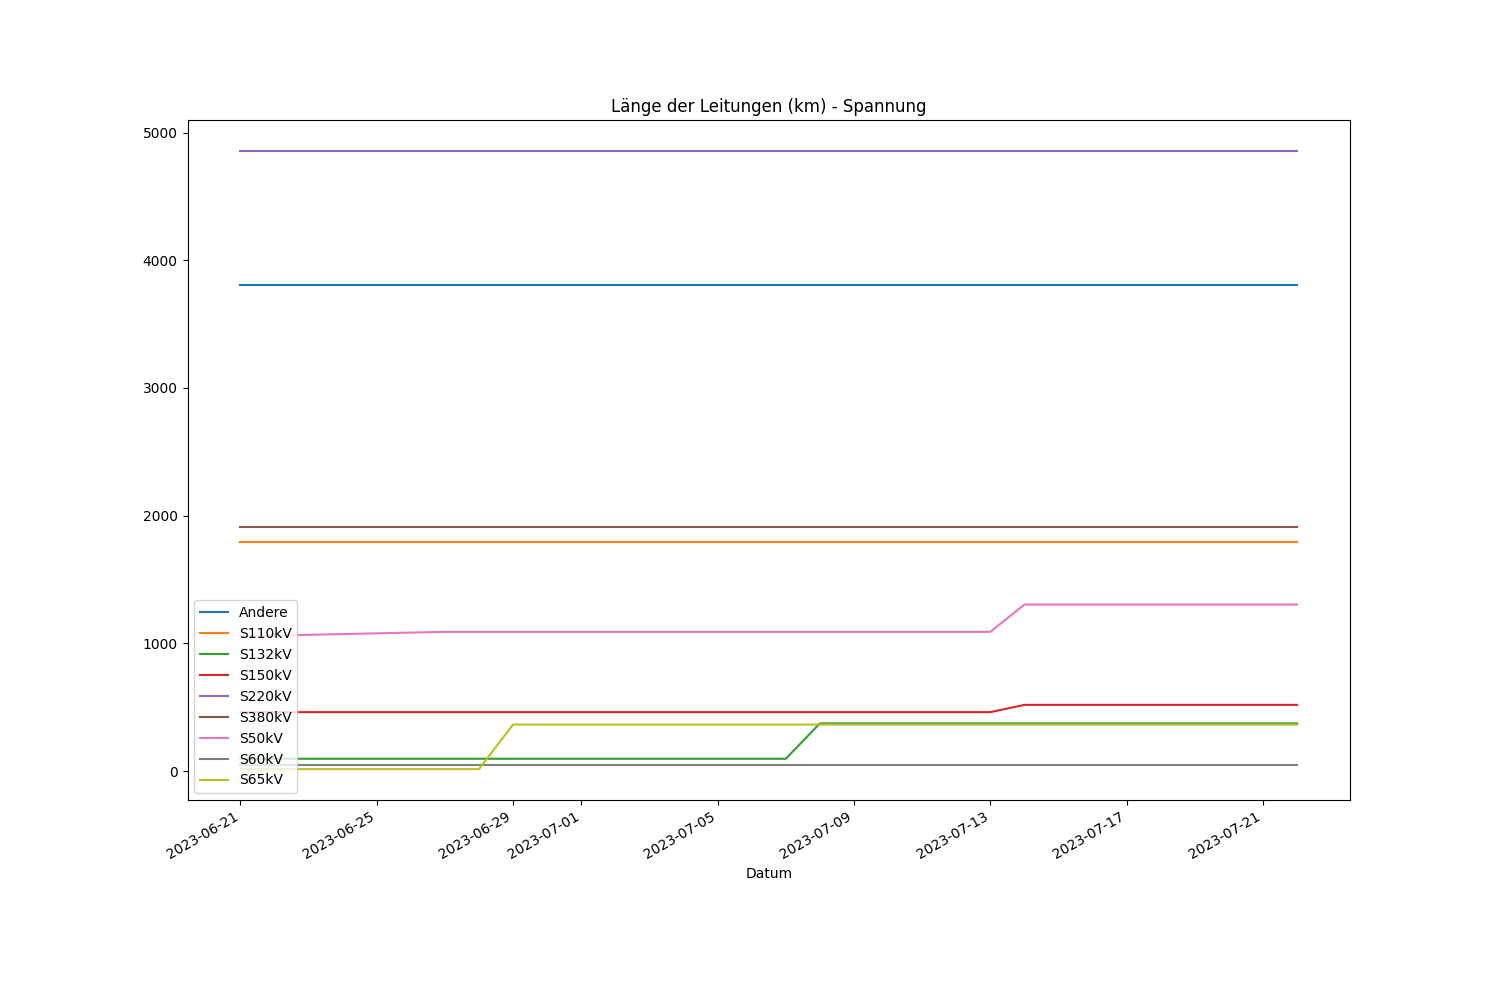 Länge der Leitungen (km) - Spannung
5000
4000
3000
2000
1000
0
Andere
S110kV
S132kV
S150kV
S220kV
S380kV
S50kV
S60kV
S65kV
2023-06-21
2023-06-25
2023-06-29
2023-07-01
2023-07-05
2023-07-09
2023-07-13
2023-07-17
2023-07-21
Datum